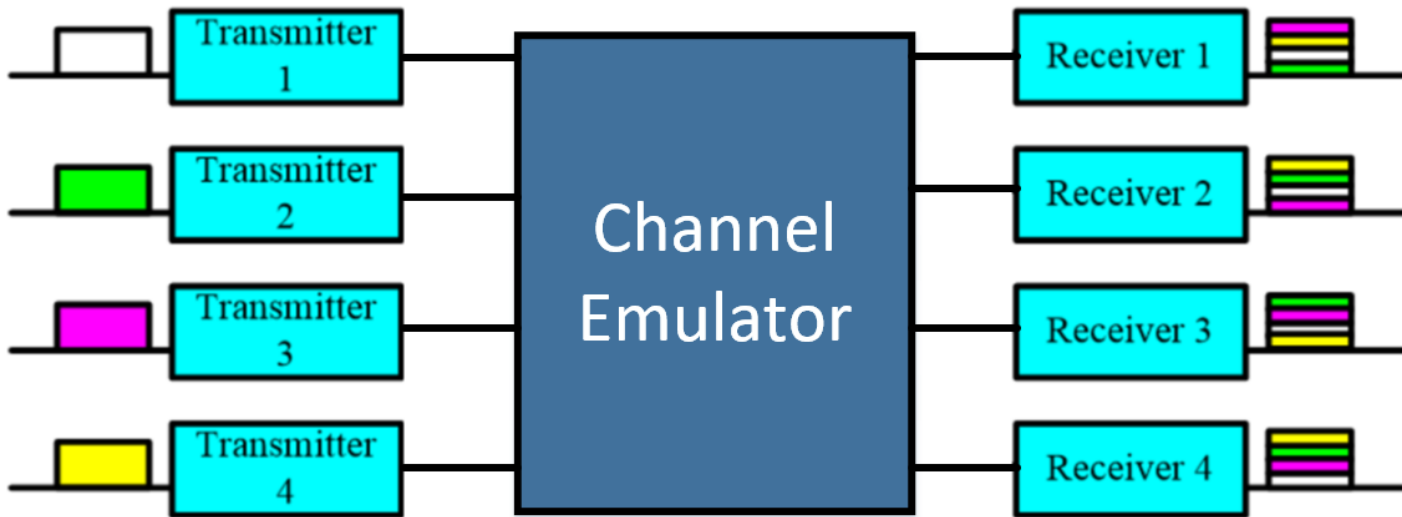 Transmitter
1
Receiver 1
Transmitter
2
Receiver 2
Channel
Emulator
Transmitter
3
Receiver 3
Transmitter
4
Receiver 4